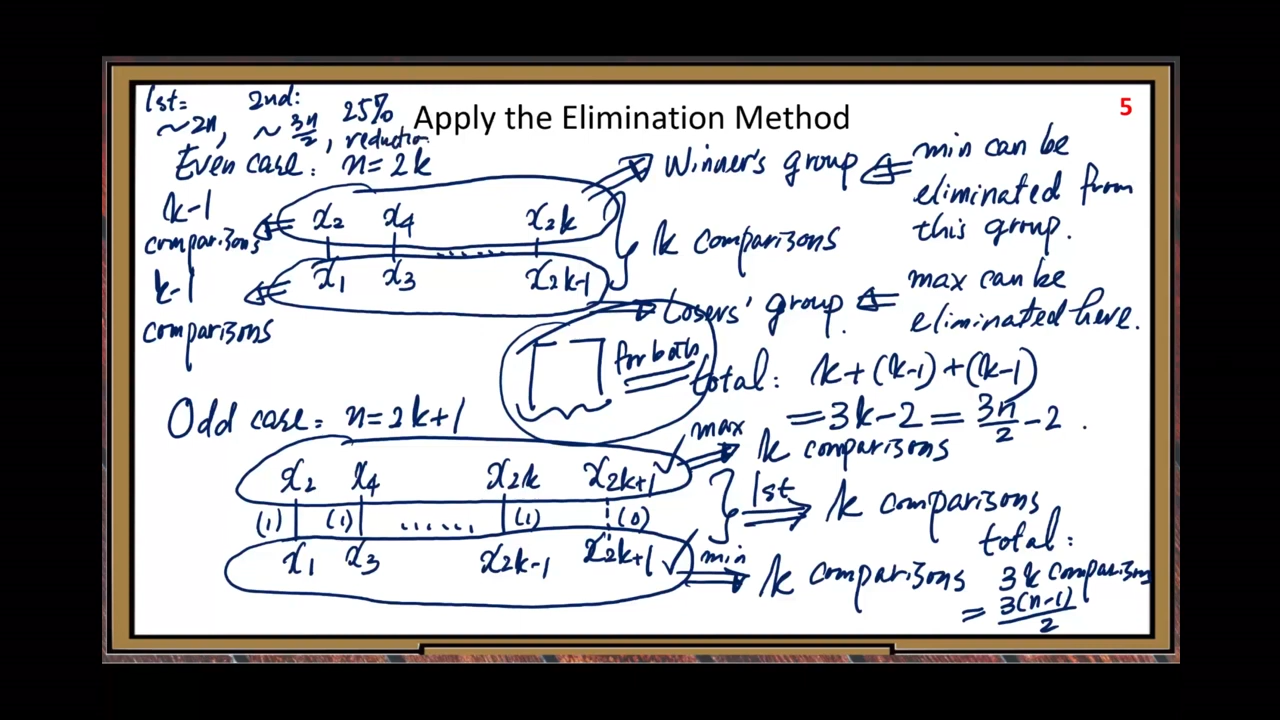 Apply the Elimination Method
5
1st: 2nd: 25%
~2n, ~3n/2, reduction
Even case: n=2k
x2 x4 x2k
......
x1 x3 x2k-1
k-1
comparisons
k-1
comparisons
k comparisons
Winner's group
min can be
eliminated from
this group.
Losers' group.
max can be
eliminated here.
for both
total: k+(k-1)+(k-1)
=3k-2=3n/2-2.
Odd case: n=2k+1
x2 x4 x2k x2k+1
(1) (1) ...... (1) (0)
x1 x3 x2k-1 x2k+1
max
k comparisons
1st
k comparisons
min
k comparisons
total:
3k comparisons
=3(n-1)/2